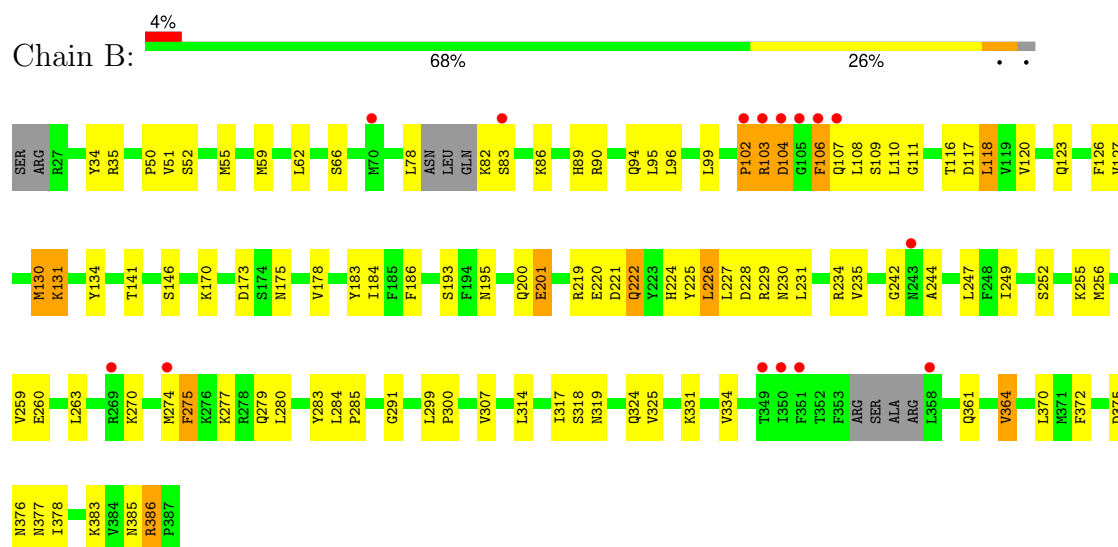 4%
Chain B:
68% 26% • •
SER ARG R27 Y34 R35 P50 V51 S52 M55 M59 L62 S66 M70 L78 ASN LEU GLN K82 S83 K86 H89 R90 Q94 L95 L96 L99 P102 R103 D104 G105 F106 Q107 L108 S109 L110 G111 T116 D117 L118 V119 V120 Q123 F126 V127
M130 K131 Y134 T141 S146 K170 D173 S174 N175 V178 Y183 I184 F185 F186 S193 F194 N195 Q200 E201 R219 E220 D221 Q222 Y223 H224 Y225 L226 L227 D228 R229 N230 L231 R234 V235 G242 N243 A244 L247 F248 I249 S252 K255 M256
V259 E260 L263 R269 K270 M274 F275 K276 K277 R278 Q279 L280 Y283 L284 P285 G291 L299 P300 V307 L314 I317 S318 N319 Q324 V325 K331 V334 T349 I350 F351 T352 F353 ARG SER ALA ARG L358 Q361 V364 L370 M371 F372
N376 N377 I378 K383 V384 N385 R386 P387